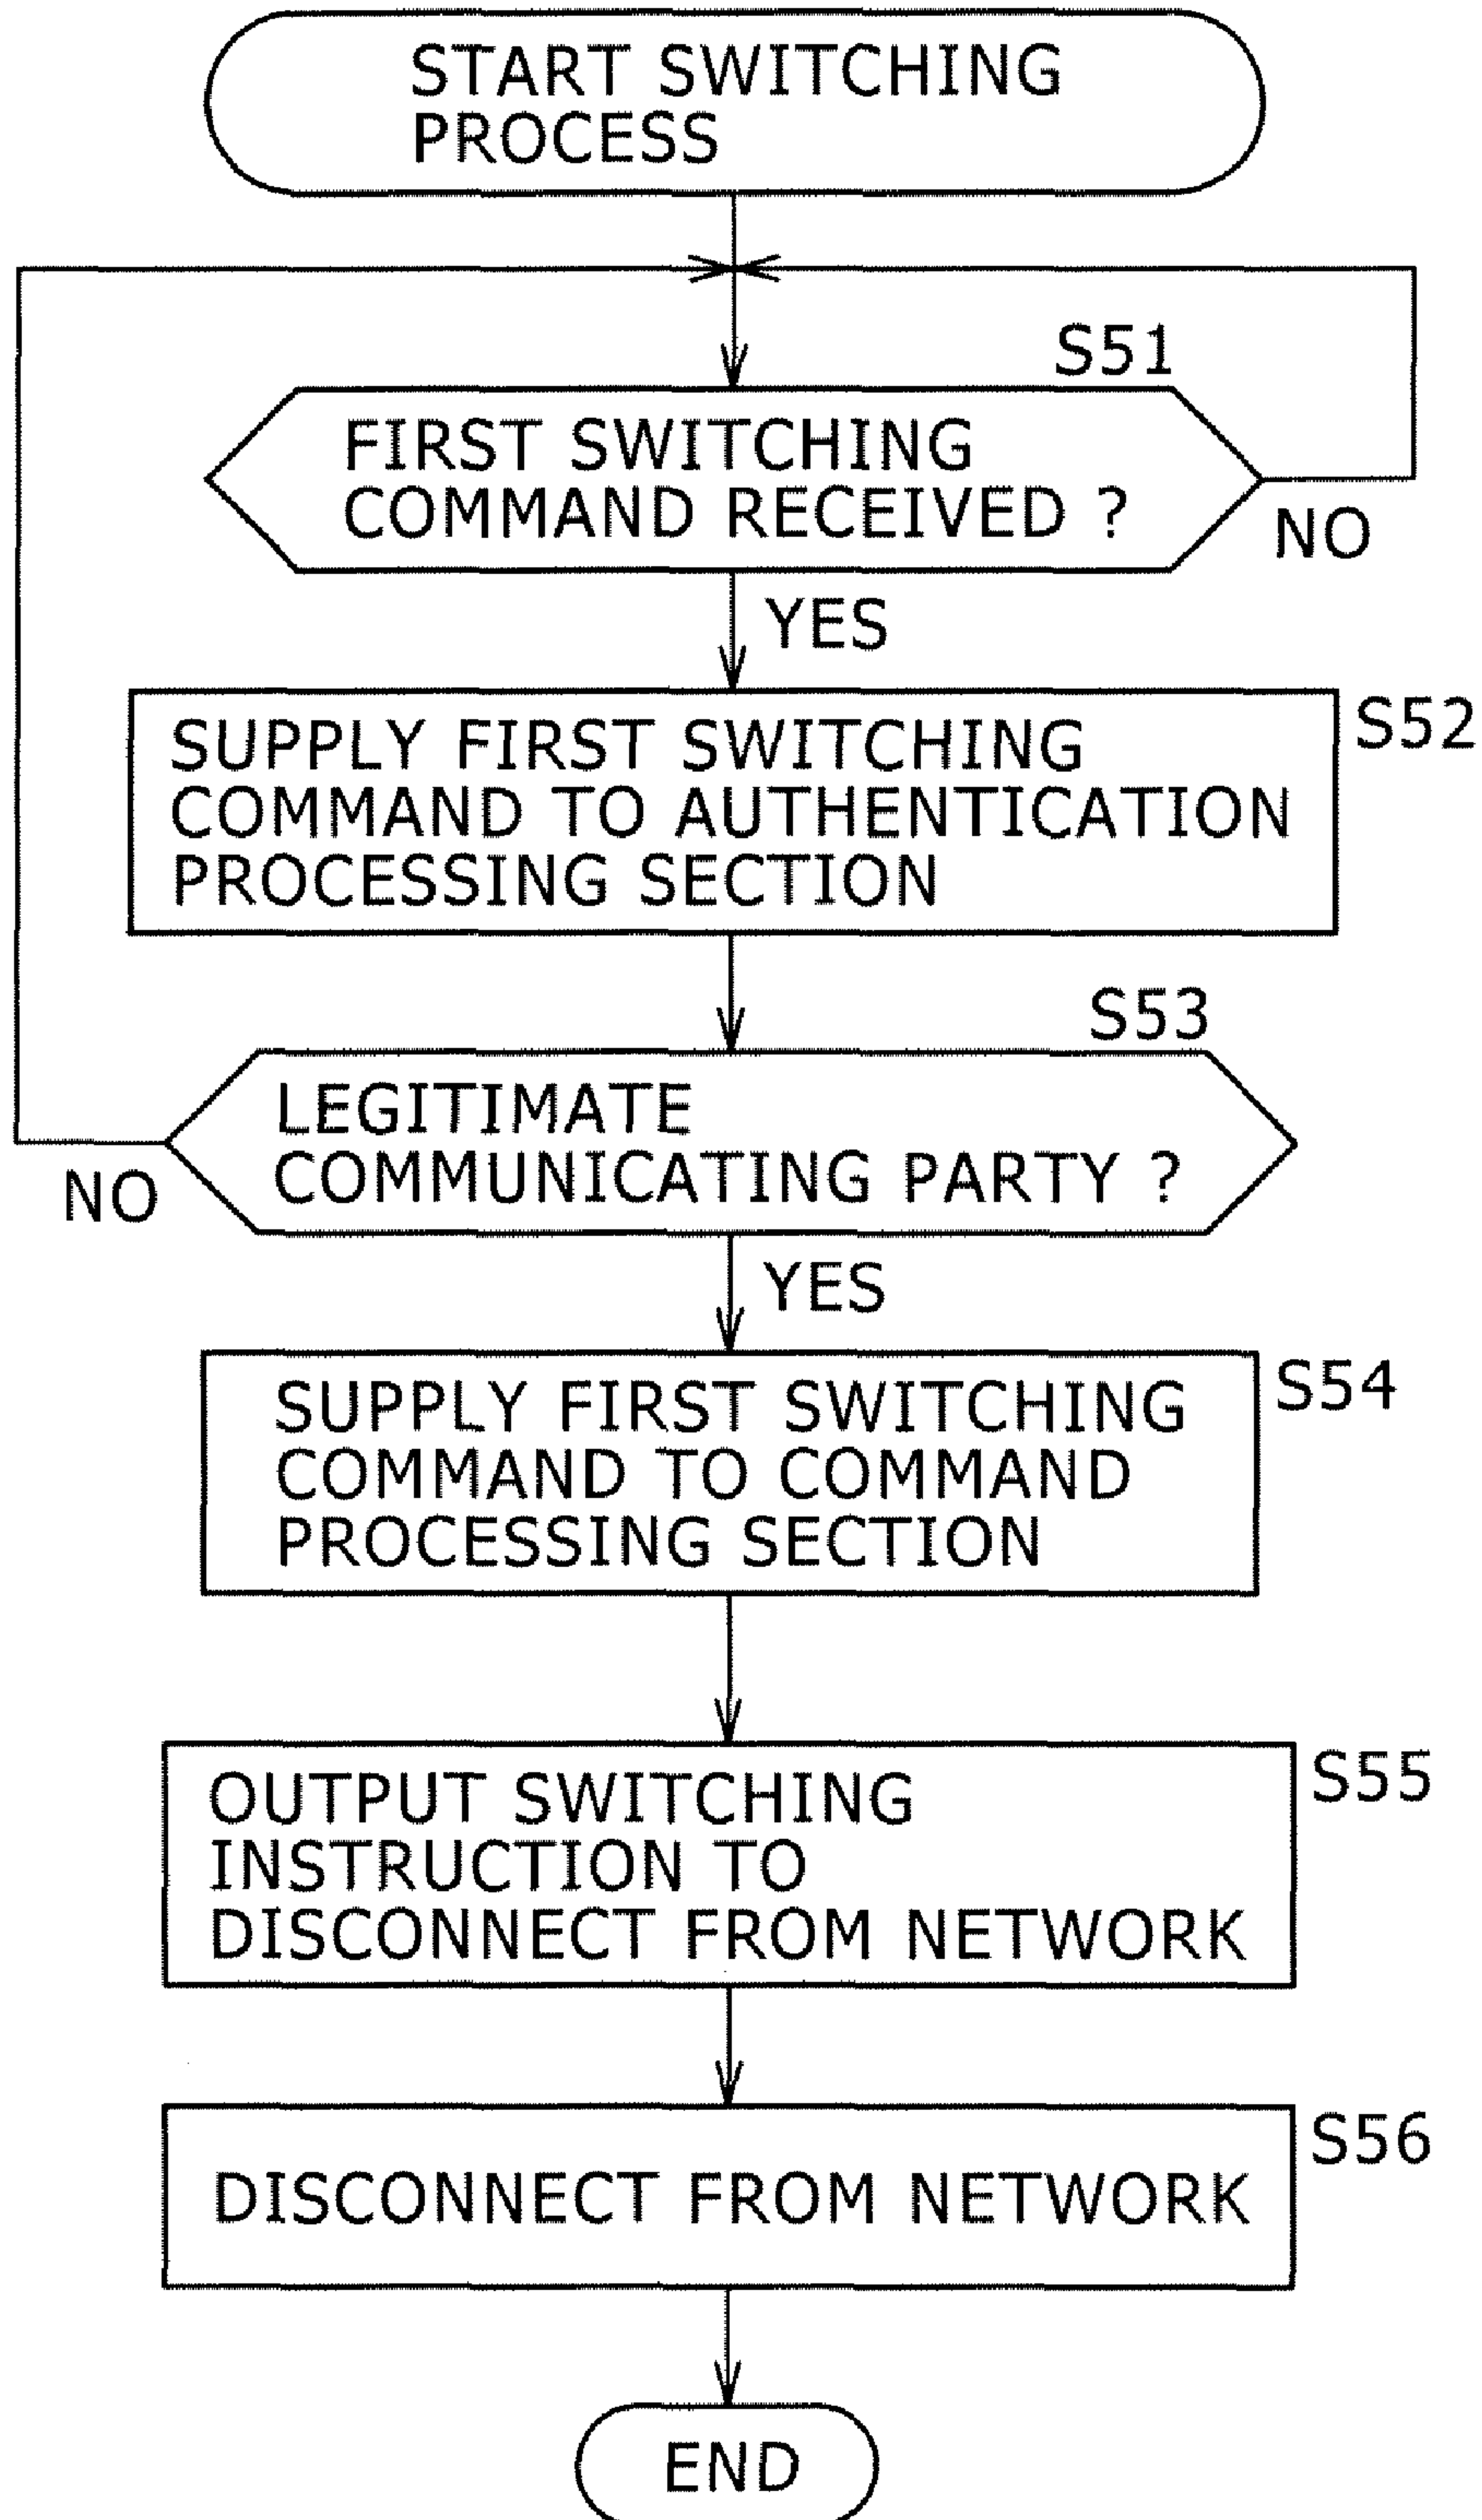 START SWITCHING
PROCESS
S51
FIRST SWITCHING
COMMAND RECEIVED ?
NO
YES
S52
SUPPLY FIRST SWITCHING
COMMAND TO AUTHENTICATION
PROCESSING SECTION
S53
LEGITIMATE
COMMUNICATING PARTY ?
NO
YES
S54
SUPPLY FIRST SWITCHING
COMMAND TO COMMAND
PROCESSING SECTION
S55
OUTPUT SWITCHING
INSTRUCTION TO
DISCONNECT FROM NETWORK
S56
DISCONNECT FROM NETWORK
END